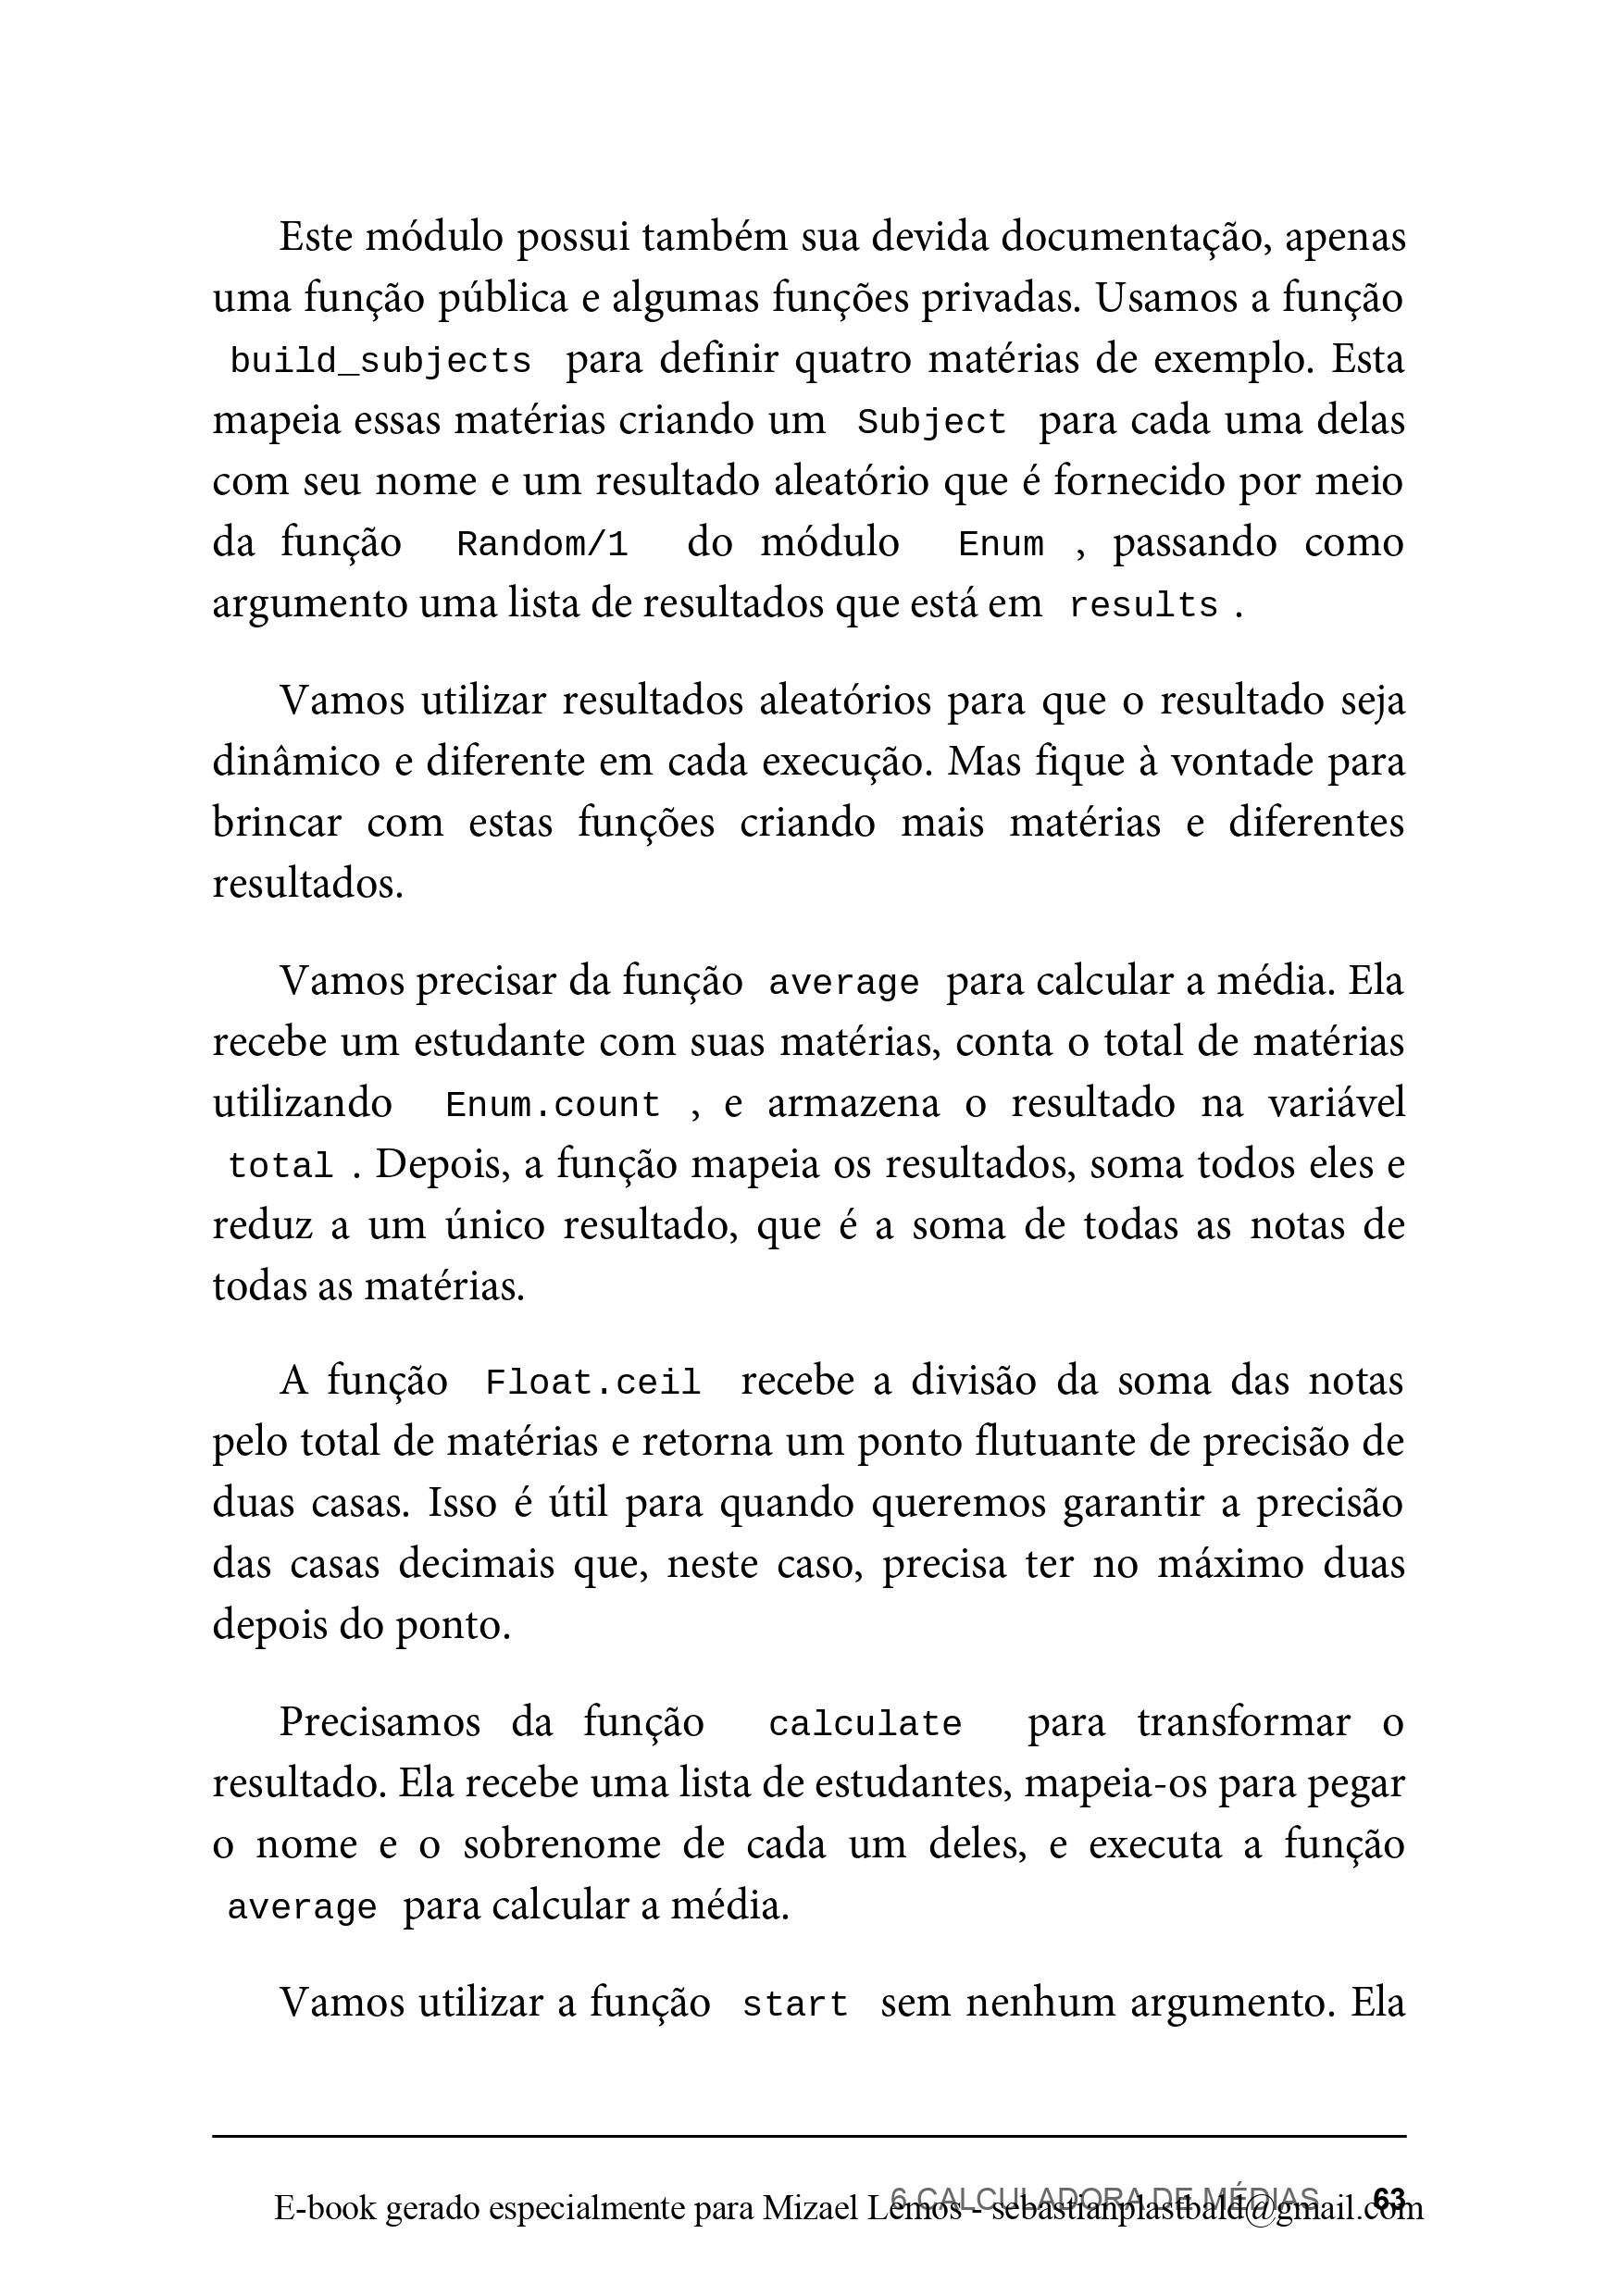 Este módulo possui também sua devida documentação, apenas
uma função pública e algumas funções privadas. Usamos a função
build_subjects para definir quatro matérias de exemplo. Esta
mapeia essas matérias criando um Subject para cada uma delas
com seu nome e um resultado aleatório que é fornecido por meio
da função Random/1 do módulo Enum , passando como
argumento uma lista de resultados que está em results .
Vamos utilizar resultados aleatórios para que o resultado seja
dinâmico e diferente em cada execução. Mas fique à vontade para
brincar com estas funções criando mais matérias e diferentes
resultados.
Vamos precisar da função average para calcular a média. Ela
recebe um estudante com suas matérias, conta o total de matérias
utilizando Enum.count , e armazena o resultado na variável
total . Depois, a função mapeia os resultados, soma todos eles e
reduz a um único resultado, que é a soma de todas as notas de
todas as matérias.
A função Float.ceil recebe a divisão da soma das notas
pelo total de matérias e retorna um ponto flutuante de precisão de
duas casas. Isso é útil para quando queremos garantir a precisão
das casas decimais que, neste caso, precisa ter no máximo duas
depois do ponto.
Precisamos da função calculate para transformar o
resultado. Ela recebe uma lista de estudantes, mapeia-os para pegar
o nome e o sobrenome de cada um deles, e executa a função
average para calcular a média.
Vamos utilizar a função start sem nenhum argumento. Ela
6 CALCULADORA DE MÉDIAS 63
E-book gerado especialmente para Mizael Lemos - sebastianplastbald@gmail.com